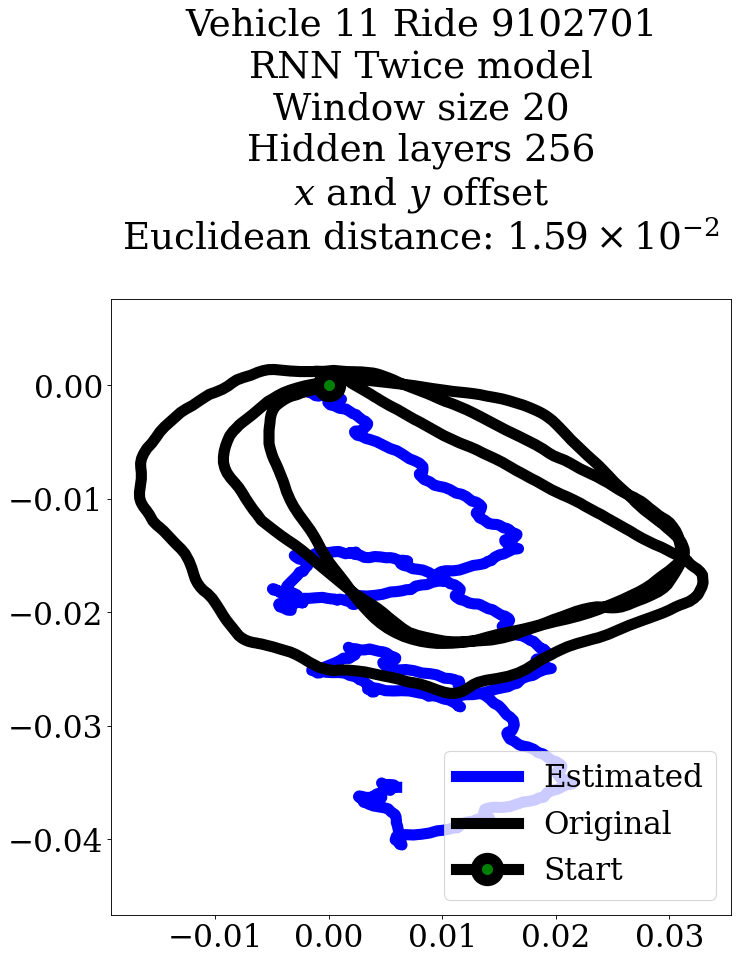 Vehicle 11 Ride 9102701
RNN Twice model
Window size 20
Hidden layers 256
x and y offset
Euclidean distance: 1.59 × 10⁻²
0.00
−0.01
−0.02
−0.03
−0.04
Estimated
Original
Start
−0.01 0.00 0.01 0.02 0.03